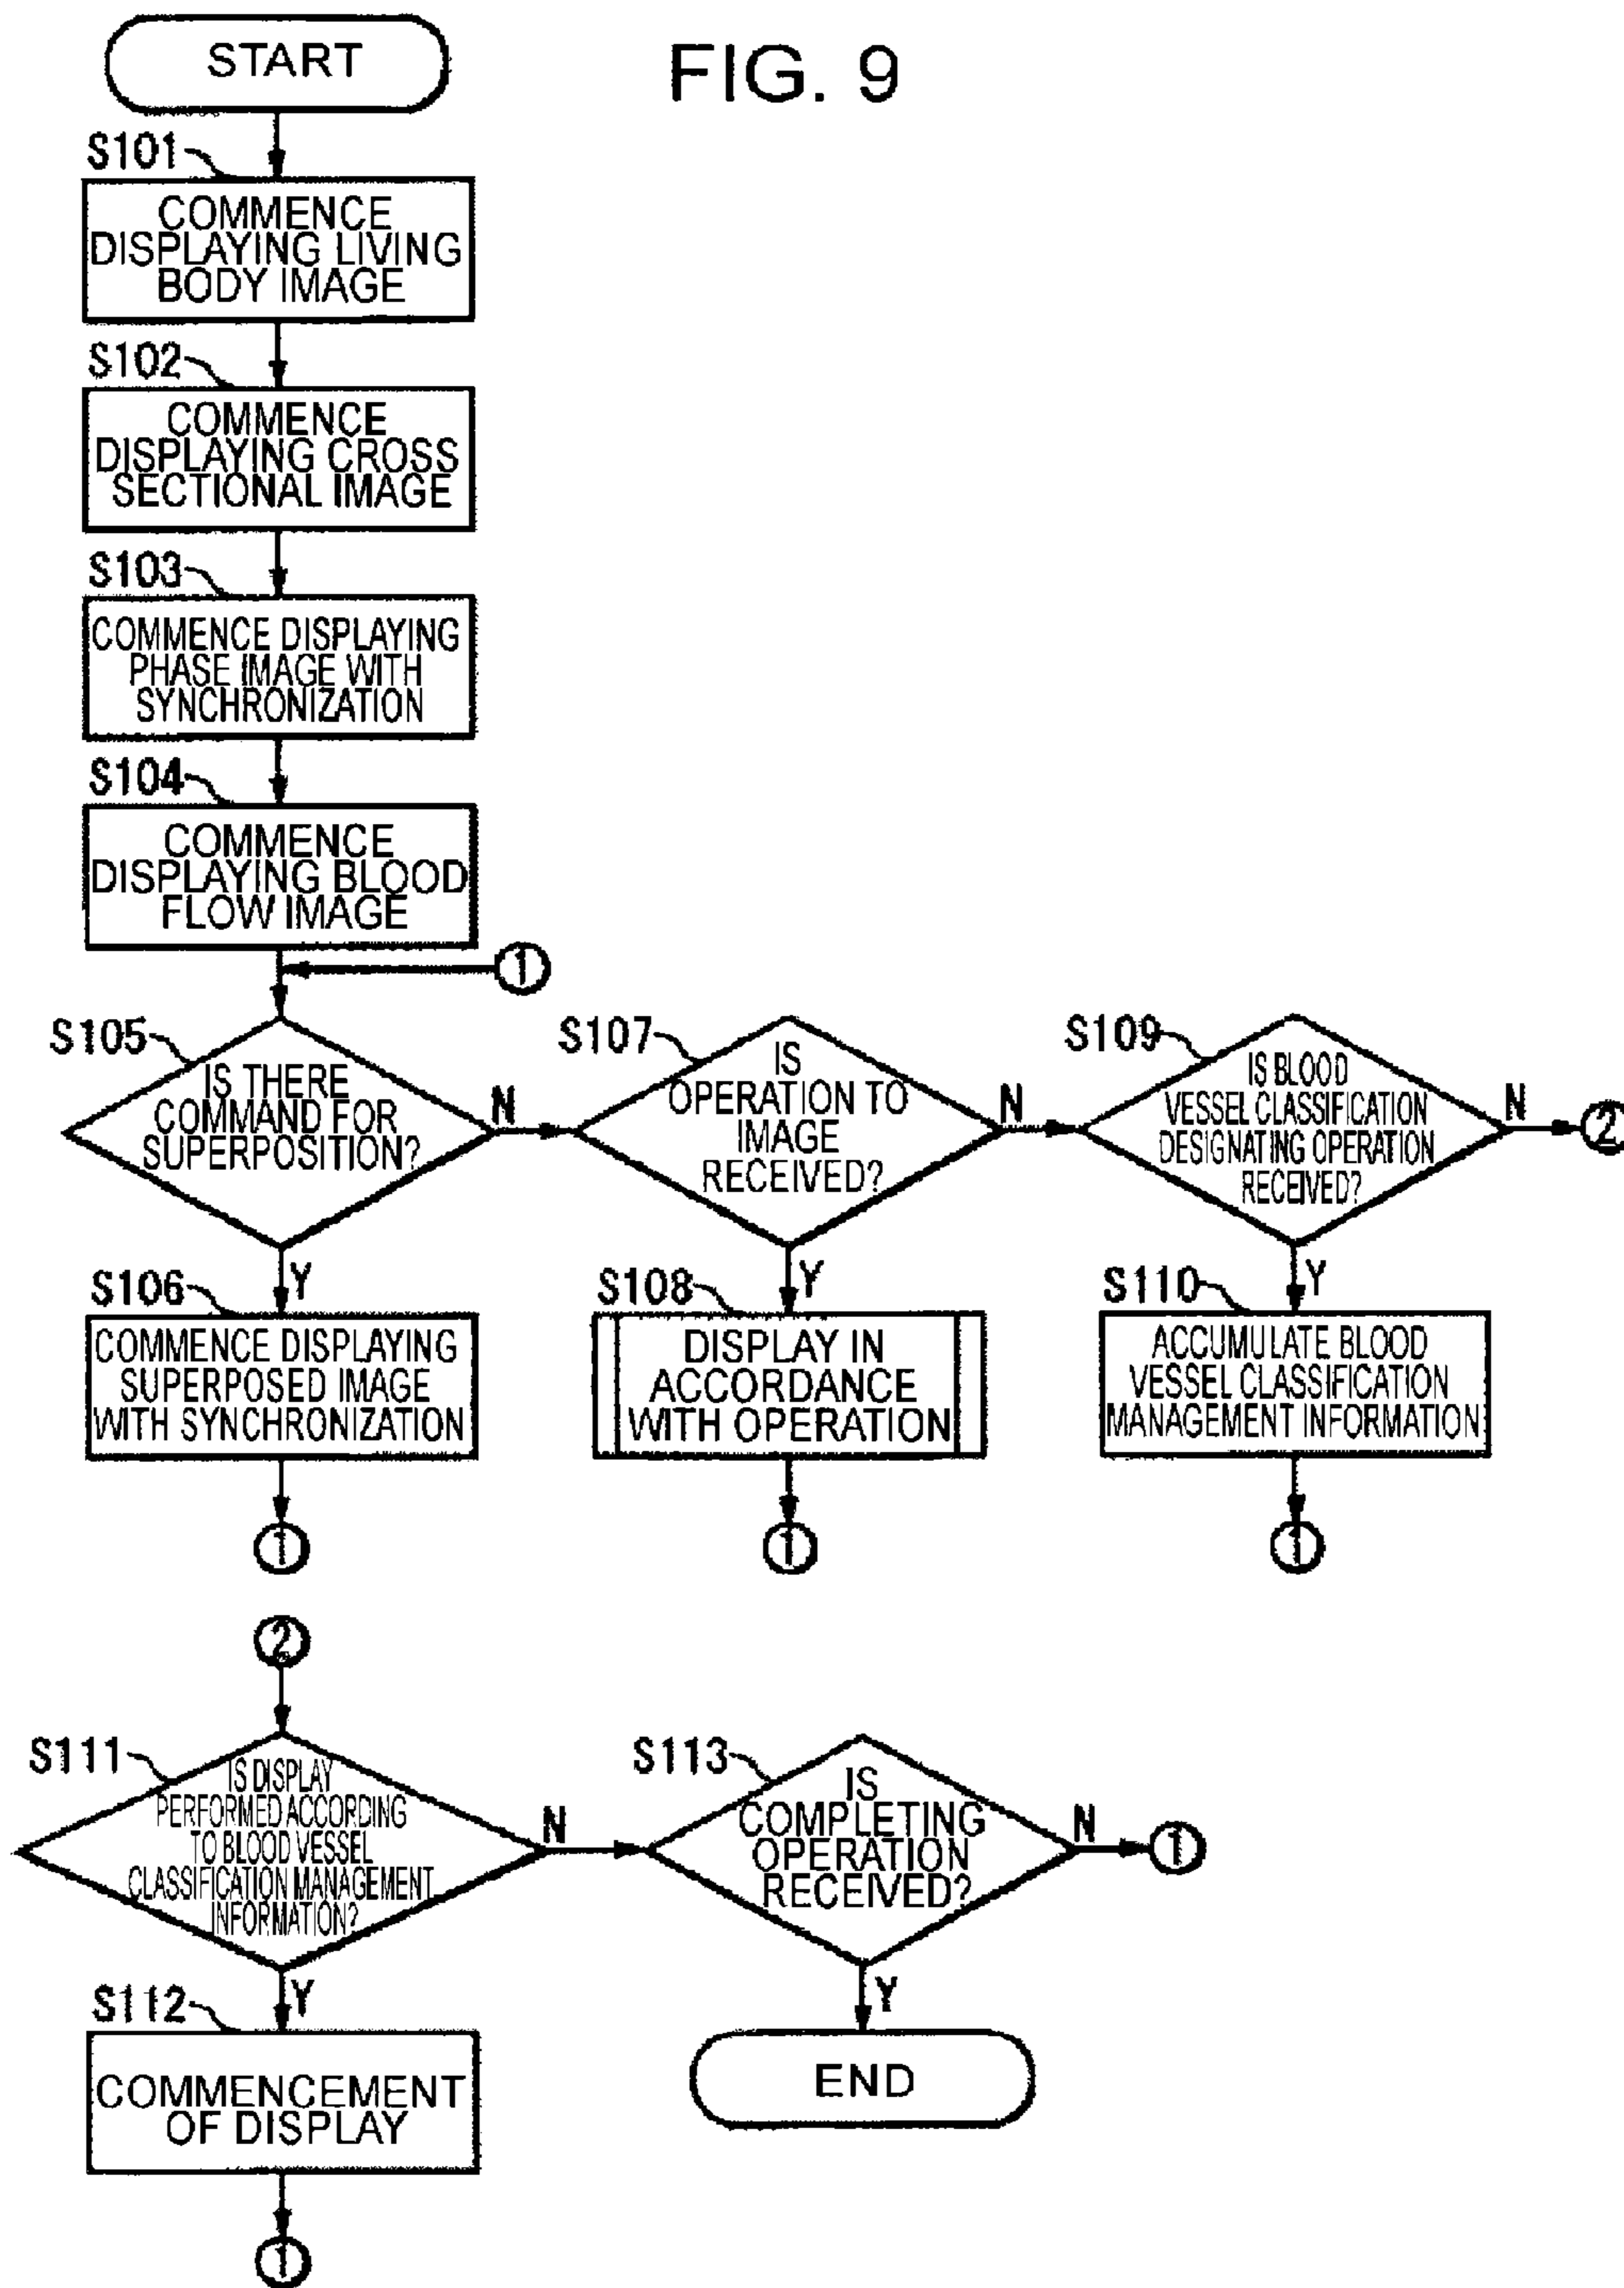 START
FIG. 9
S101
COMMENCE
DISPLAYING LIVING
BODY IMAGE
S102
COMMENCE
DISPLAYING CROSS
SECTIONAL IMAGE
S103
COMMENCE DISPLAYING
PHASE IMAGE WITH
SYNCHRONIZATION
S104
COMMENCE
DISPLAYING BLOOD
FLOW IMAGE
1
S105
IS THERE
COMMAND FOR
SUPERPOSITION?
N
S107
IS
OPERATION TO
IMAGE
RECEIVED?
N
S109
IS BLOOD
VESSEL CLASSIFICATION
DESIGNATING OPERATION
RECEIVED?
N
2
Y
S106
COMMENCE DISPLAYING
SUPERPOSED IMAGE
WITH SYNCHRONIZATION
1
Y
S108
DISPLAY IN
ACCORDANCE
WITH OPERATION
1
Y
S110
ACCUMULATE BLOOD
VESSEL CLASSIFICATION
MANAGEMENT INFORMATION
1
2
S111
IS DISPLAY
PERFORMED ACCORDING
TO BLOOD VESSEL
CLASSIFICATION MANAGEMENT
INFORMATION?
N
S113
IS
COMPLETING
OPERATION
RECEIVED?
N
1
Y
S112
COMMENCEMENT
OF DISPLAY
1
Y
END